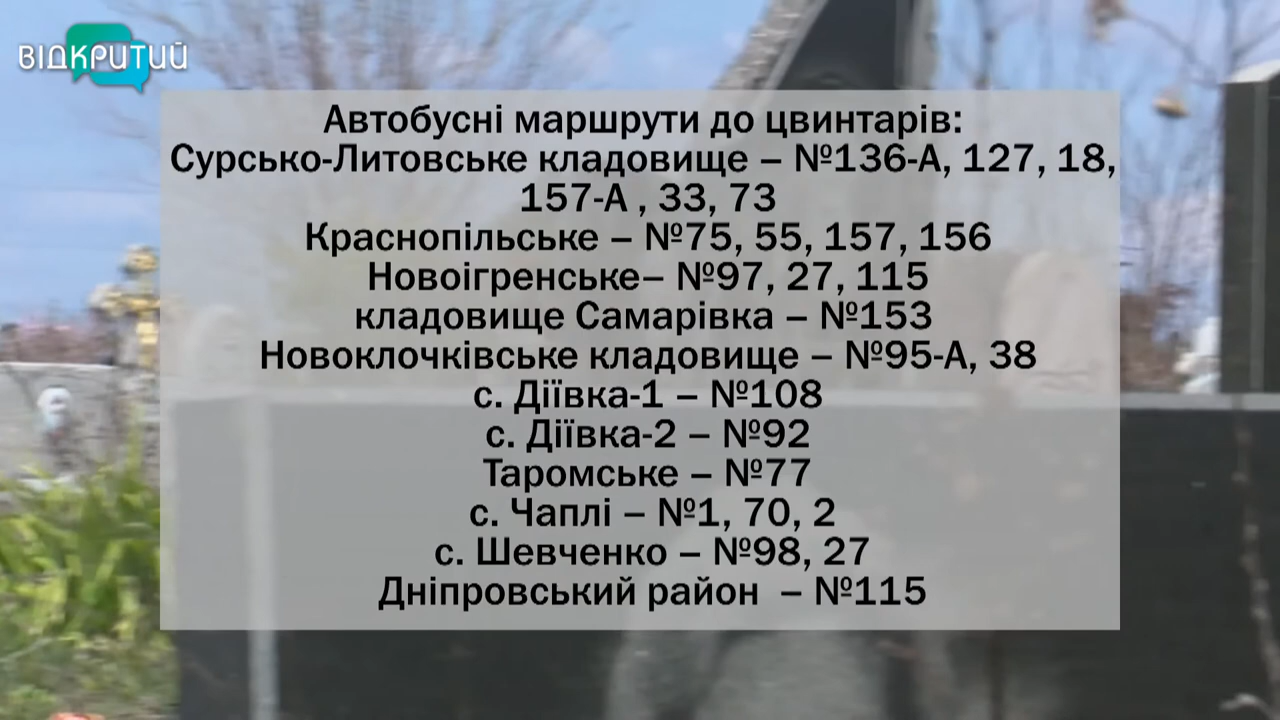 ВІДКРИТИЙ
Автобусні маршрути до цвинтарів:
Сурсько-Литовське кладовище – №136-А, 127, 18,
157-А , 33, 73
Краснопільське – №75, 55, 157, 156
Новоігренське– №97, 27, 115
кладовище Самарівка – №153
Новоклочківське кладовище – №95-А, 38
с. Діївка-1 – №108
с. Діївка-2 – №92
Таромське – №77
с. Чаплі – №1, 70, 2
с. Шевченко – №98, 27
Дніпровський район  – №115